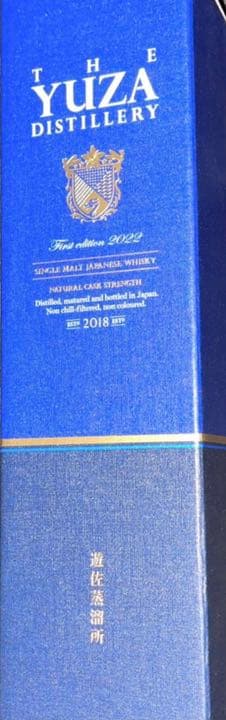 THE
YUZA
DISTILLERY
First edition 2022
SINGLE MALT JAPANESE WHISKY
NATURAL CASK STRENGTH
Distilled, matured and bottled in Japan.
Non chill-filtered, non coloured.
ESTD 2018 ESTD
遊佐蒸溜所